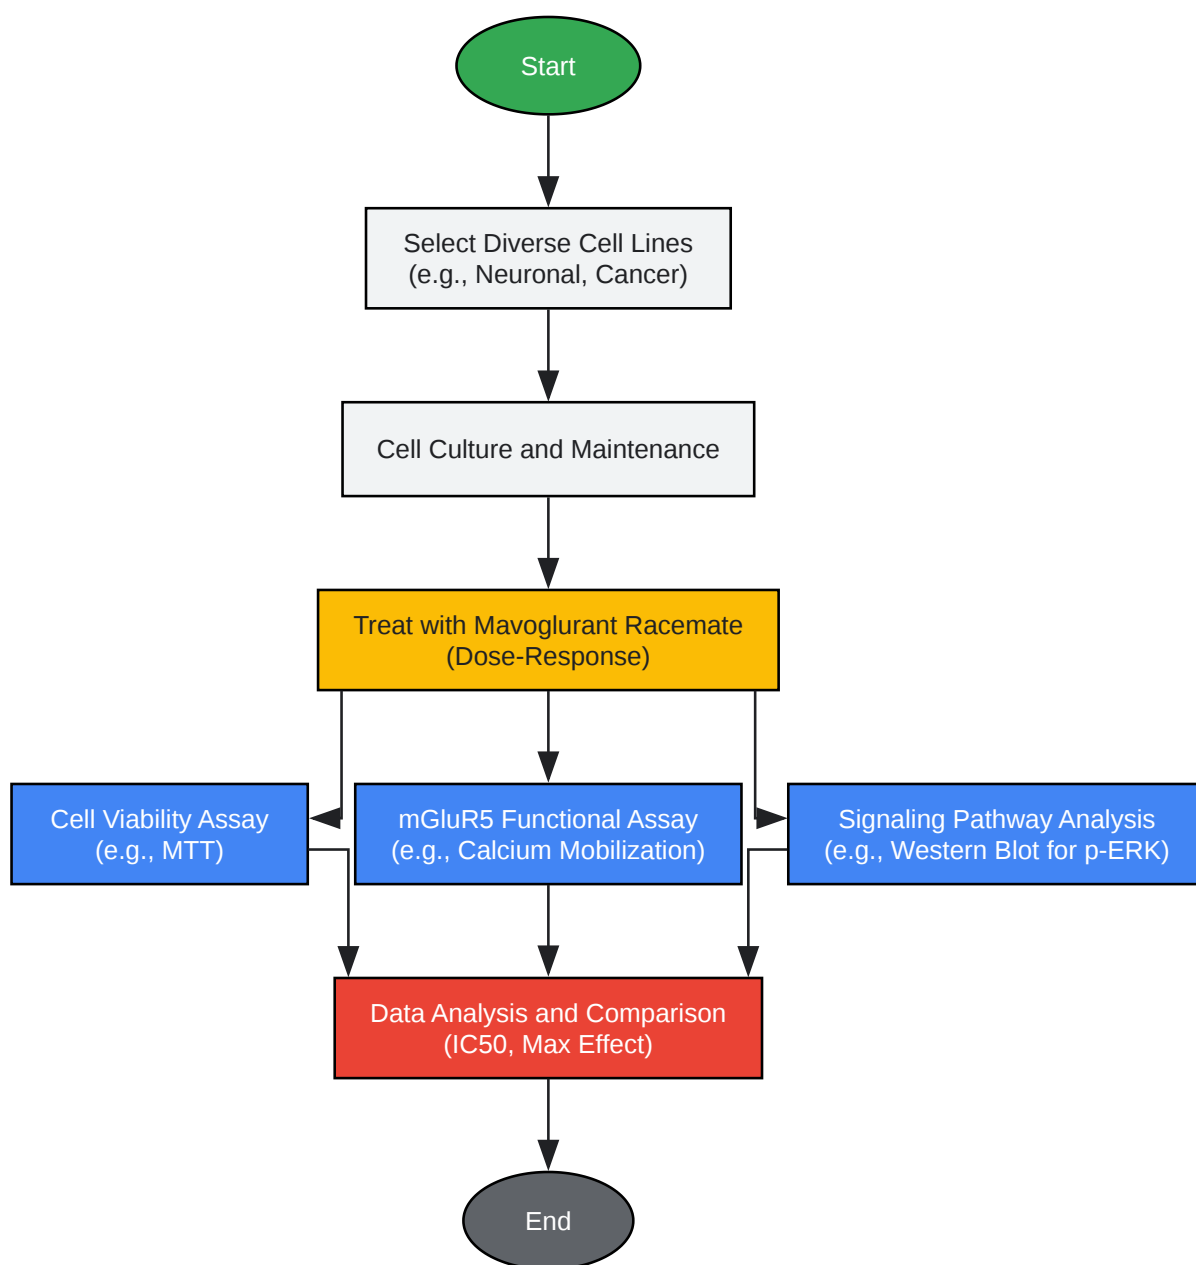 Start
Select Diverse Cell Lines
(e.g., Neuronal, Cancer)
Cell Culture and Maintenance
Treat with Mavoglurant Racemate
(Dose-Response)
Cell Viability Assay
(e.g., MTT)
mGluR5 Functional Assay
(e.g., Calcium Mobilization)
Signaling Pathway Analysis
(e.g., Western Blot for p-ERK)
Data Analysis and Comparison
(IC50, Max Effect)
End